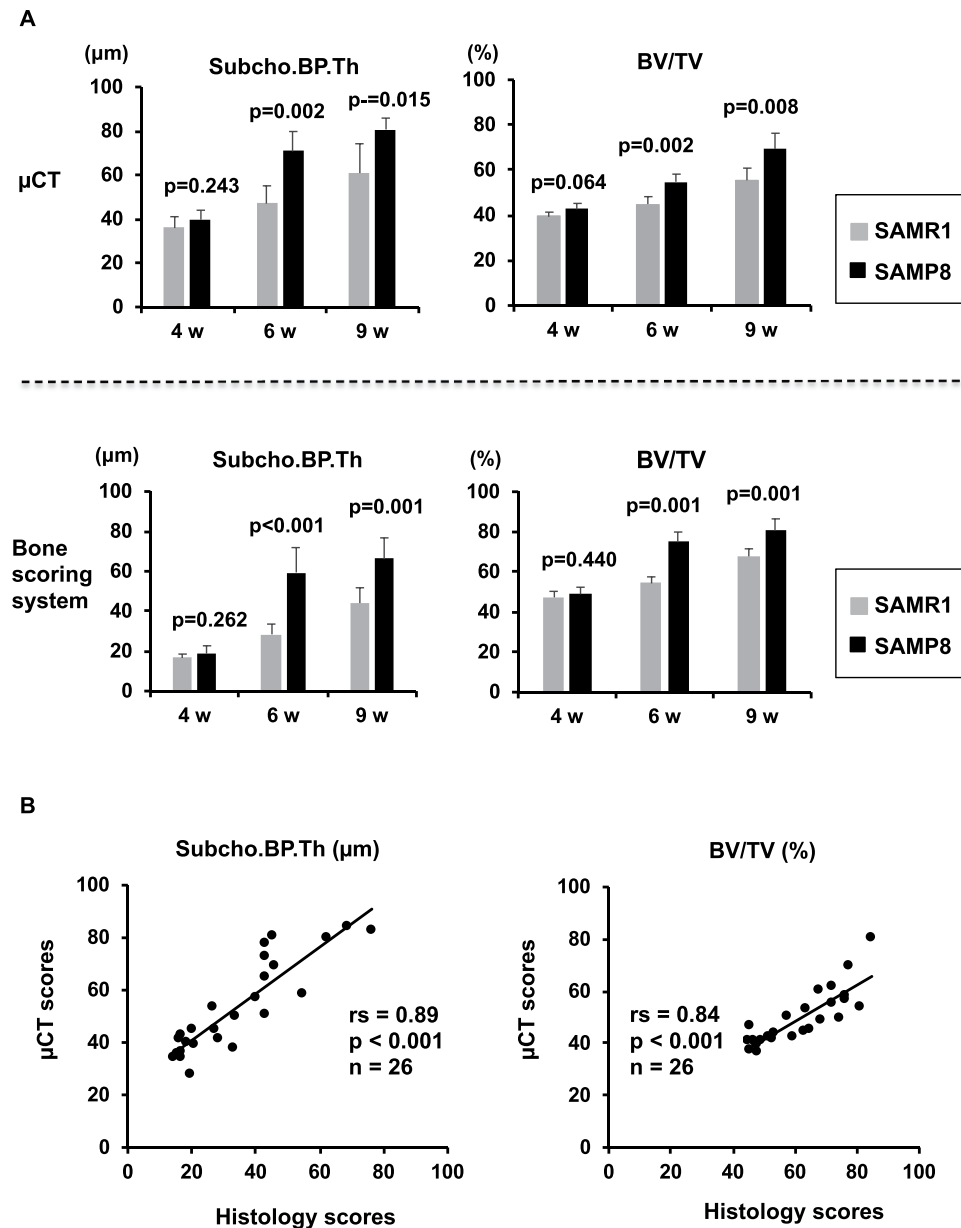 A
(µm)
Subcho.BP.Th
(%)
BV/TV
100
80
60
40
20
0
p=0.243
p=0.002
p-=0.015
4 w
6 w
9 w
µCT
100
80
60
40
20
0
p=0.064
p=0.002
p=0.008
4 w
6 w
9 w
SAMR1
SAMP8
(µm)
Subcho.BP.Th
(%)
BV/TV
Bone
scoring
system
100
80
60
40
20
0
p=0.262
p<0.001
p=0.001
4 w
6 w
9 w
100
80
60
40
20
0
p=0.440
p=0.001
p=0.001
4 w
6 w
9 w
SAMR1
SAMP8
B
Subcho.BP.Th (µm)
µCT scores
100
80
60
40
20
0
rs = 0.89
p < 0.001
n = 26
0
20
40
60
80
100
Histology scores
BV/TV (%)
µCT scores
100
80
60
40
20
0
rs = 0.84
p < 0.001
n = 26
0
20
40
60
80
100
Histology scores